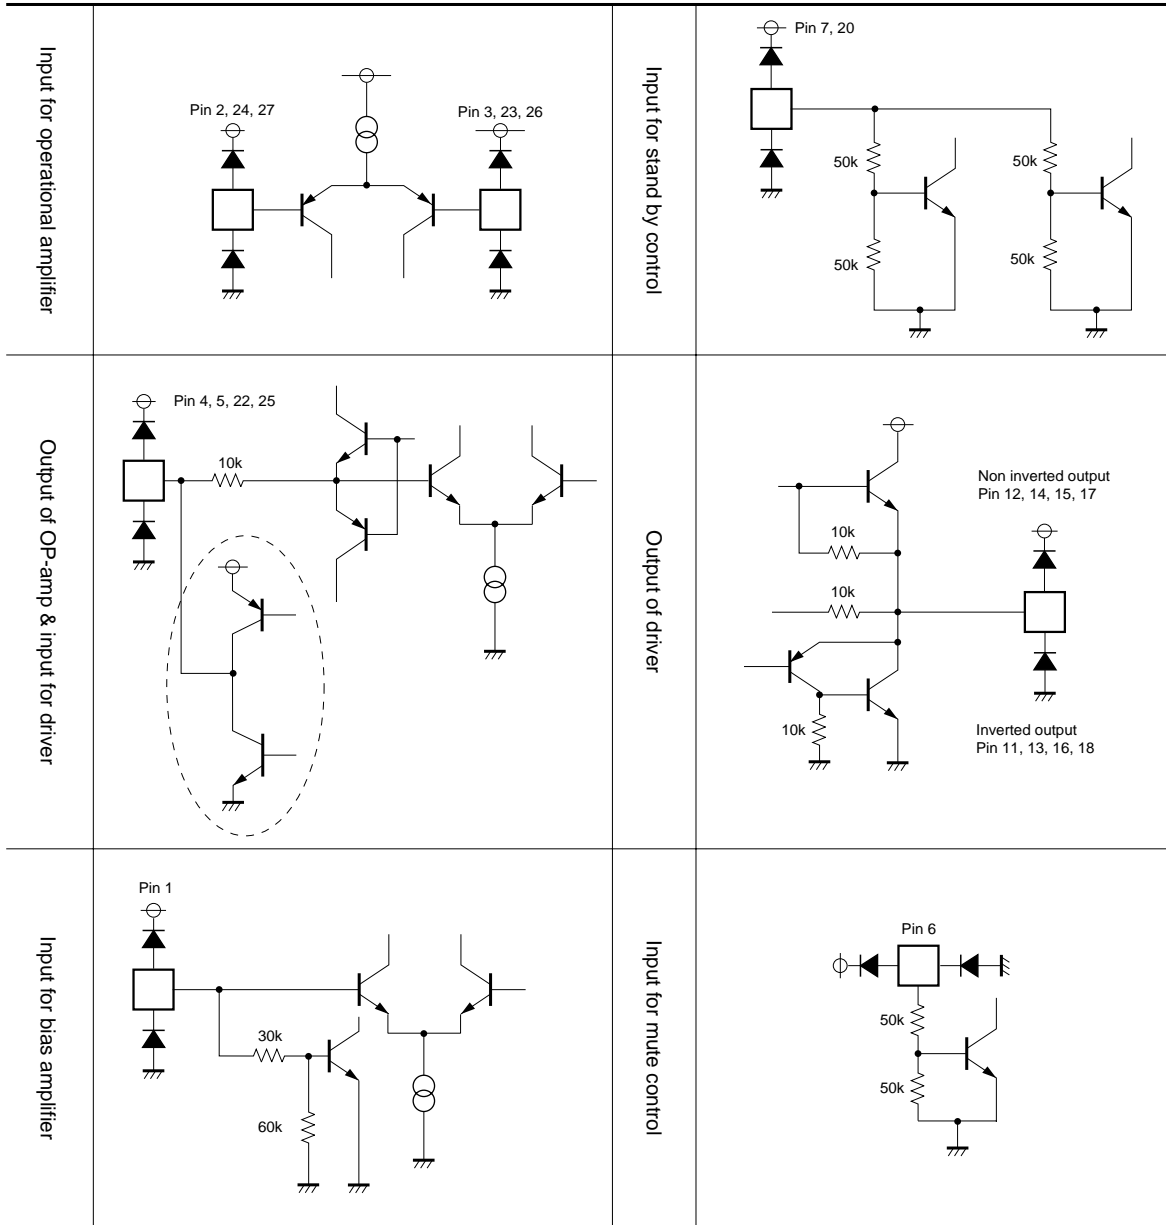 Input for operational amplifier
Pin 2, 24, 27
Pin 3, 23, 26
Input for stand by control
Pin 7, 20
50k
50k
50k
50k
Output of OP-amp & input for driver
Pin 4, 5, 22, 25
10k
Output of driver
10k
10k
10k
Non inverted output
Pin 12, 14, 15, 17
Inverted output
Pin 11, 13, 16, 18
Input for bias amplifier
Pin 1
30k
60k
Input for mute control
Pin 6
50k
50k